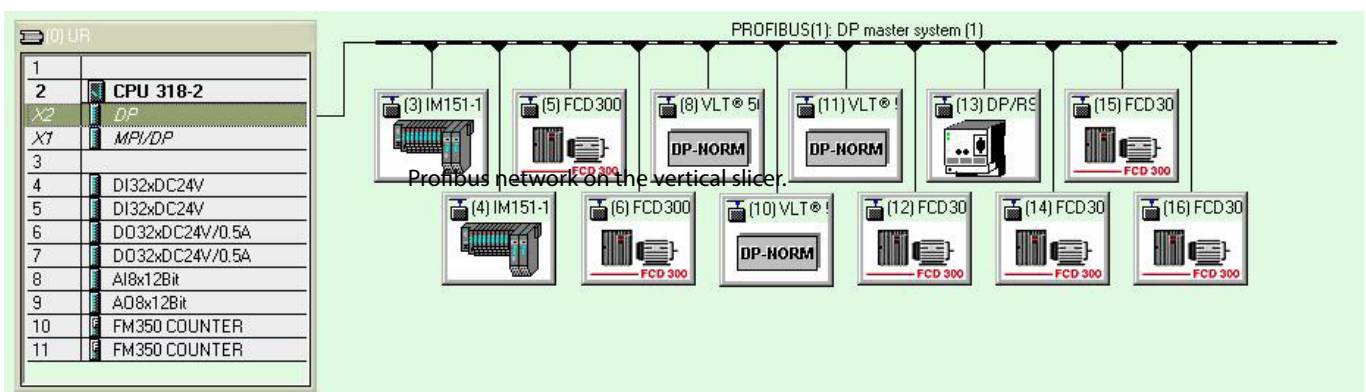 (0) UR
PROFIBUS(1): DP master system (1)
1
2 CPU 318-2
X2 DP
X1 MPI/DP
3
4 DI32xDC24V
5 DI32xDC24V
6 DO32xDC24V/0.5A
7 DO32xDC24V/0.5A
8 AI8x12Bit
9 AO8x12Bit
10 FM350 COUNTER
11 FM350 COUNTER
(3) IM151-1
(5) FCD300
FCD 300
(8) VLT® 5
DP-NORM
(11) VLT®
DP-NORM
(13) DP/RS
(15) FCD30
FCD 300
Profibus network on the vertical slicer.
(4) IM151-1
(6) FCD300
FCD 300
(10) VLT®
DP-NORM
(12) FCD30
FCD 300
(14) FCD30
FCD 300
(16) FCD30
FCD 300